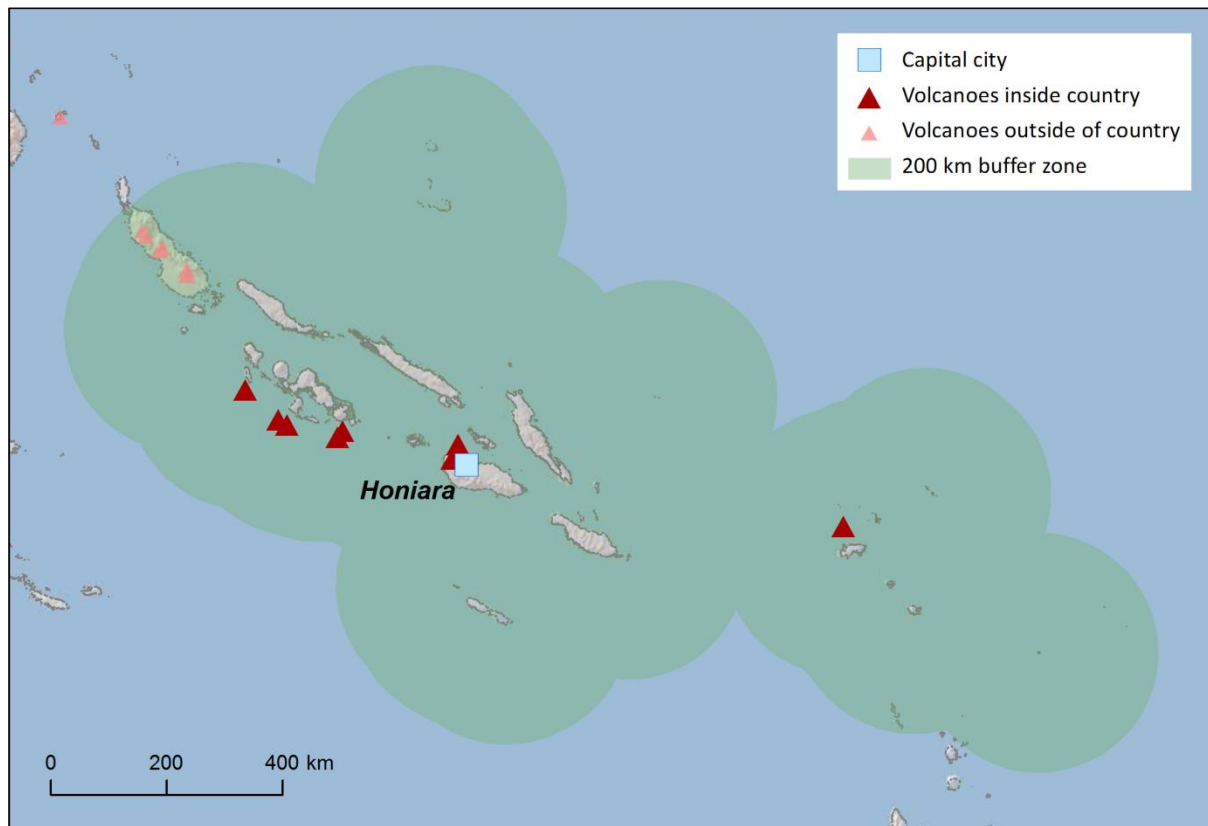 Capital city
Volcanoes inside country
Volcanoes outside of country
200 km buffer zone
Honiara
0 200 400 km